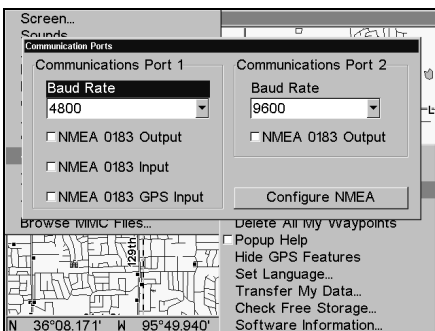 Screen...
Sounds
Communication Ports
Communications Port 1
Baud Rate
4800
NMEA 0183 Output
NMEA 0183 Input
NMEA 0183 GPS Input
Communications Port 2
Baud Rate
9600
NMEA 0183 Output
Configure NMEA
Browse MMC Files...
Delete All My Waypoints
Popup Help
Hide GPS Features
Set Language...
Transfer My Data...
Check Free Storage...
Software Information...
129th
N 36°08.171' W 95°49.940'